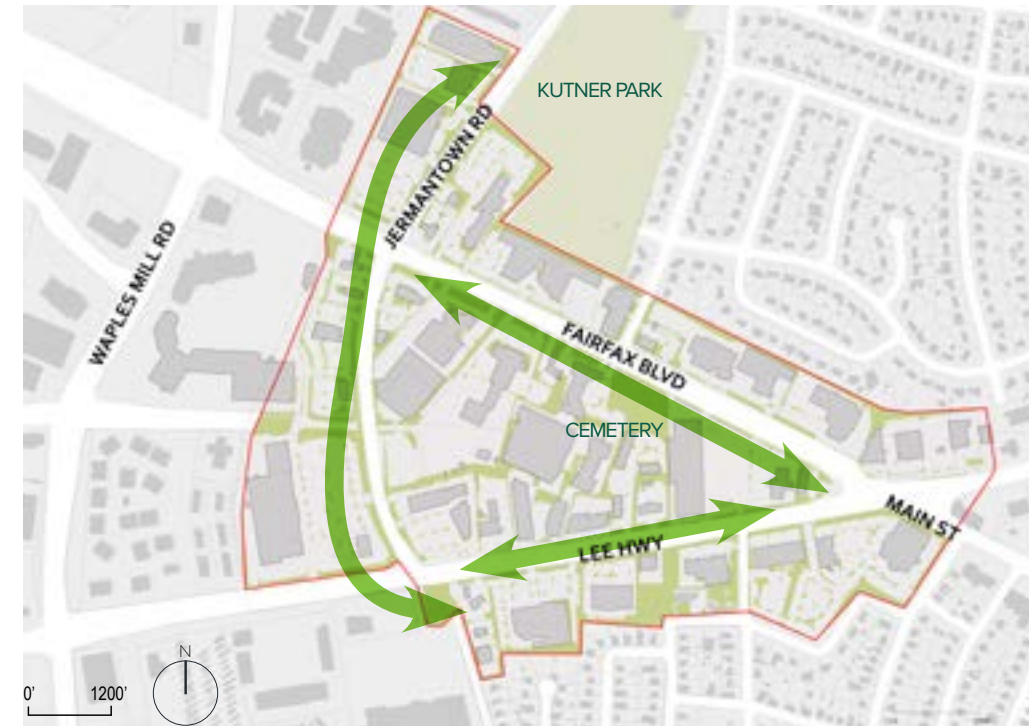 KUTNER PARK
JERMANTOWN RD
WAPLES MILL RD
FAIRFAX BLVD
CEMETERY
MAIN ST
LEE HWY
N
0' 1200'